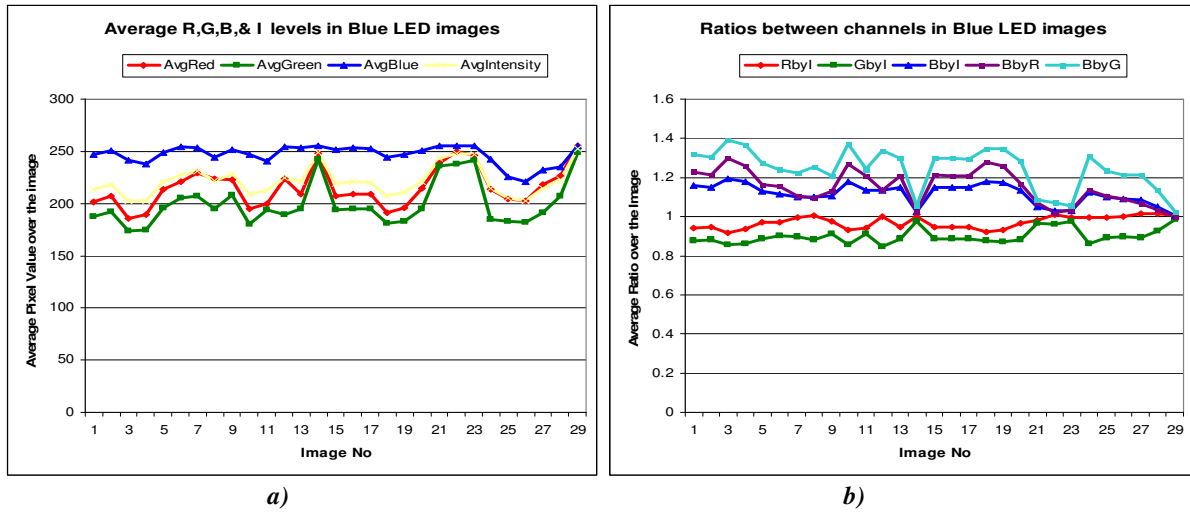 Average R,G,B,& I levels in Blue LED images
AvgRed AvgGreen AvgBlue AvgIntensity
Average Pixel Value over the image
300
250
200
150
100
50
0
1 3 5 7 9 11 13 15 17 19 21 23 25 27 29
Image No
a)
Ratios between channels in Blue LED images
RbyI GbyI BbyI BbyR BbyG
Average Ratio over the Image
1.6
1.4
1.2
1
0.8
0.6
0.4
0.2
0
1 3 5 7 9 11 13 15 17 19 21 23 25 27 29
Image No
b)